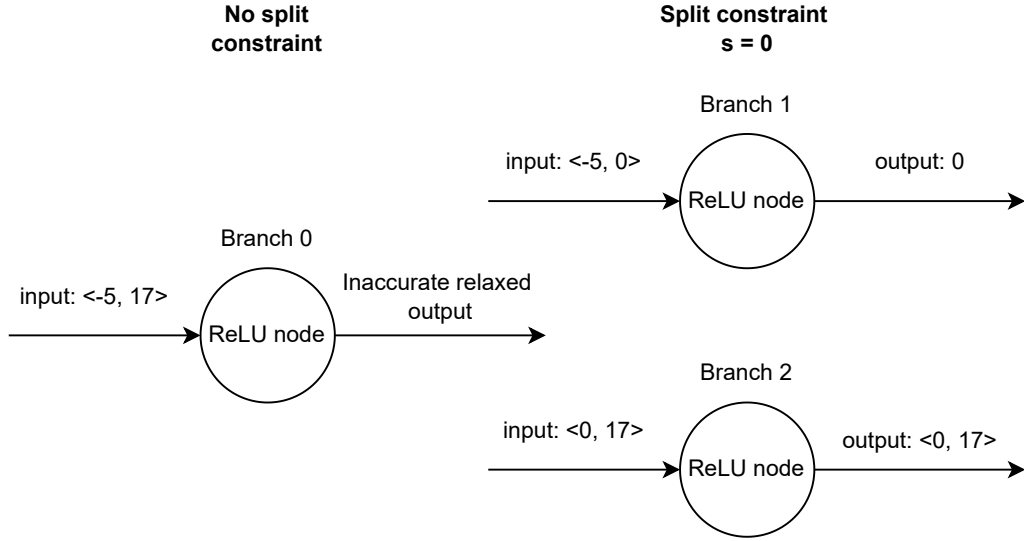 No split
constraint
Branch 0
input: <-5, 17>
ReLU node
Inaccurate relaxed
output
Split constraint
s = 0
Branch 1
input: <-5, 0>
ReLU node
output: 0
Branch 2
input: <0, 17>
ReLU node
output: <0, 17>